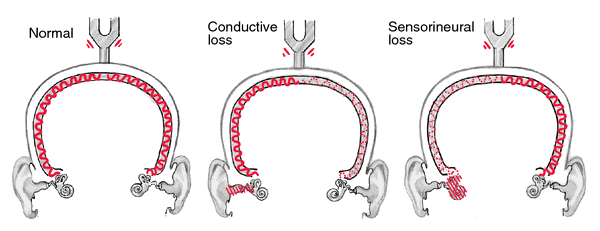 Normal
Conductive
loss
Sensorineural
loss